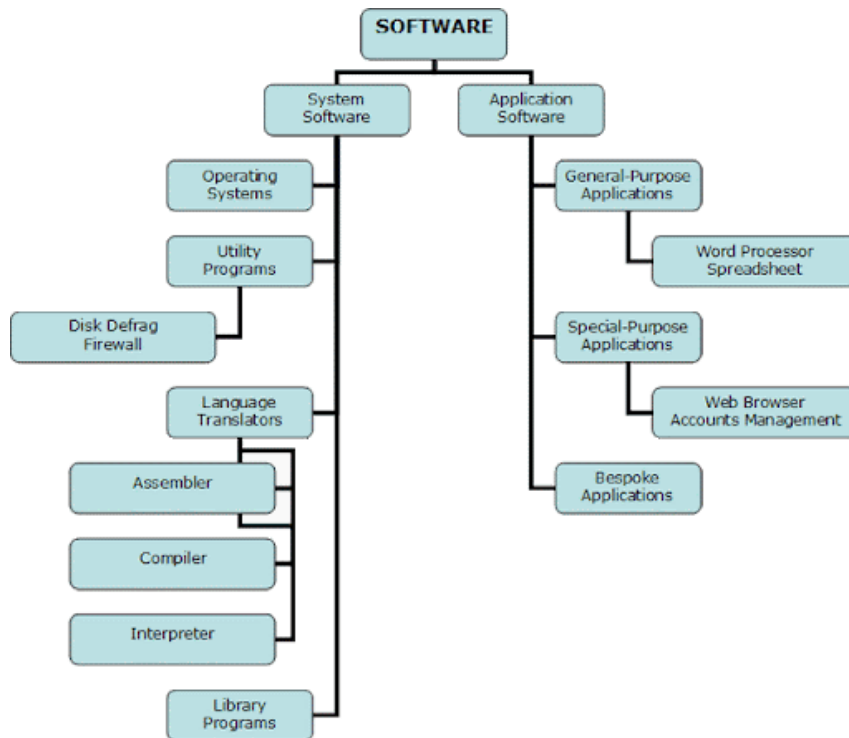 SOFTWARE
System
Software
Application
Software
Operating
Systems
General-Purpose
Applications
Utility
Programs
Word Processor
Spreadsheet
Disk Defrag
Firewall
Special-Purpose
Applications
Language
Translators
Web Browser
Accounts Management
Assembler
Bespoke
Applications
Compiler
Interpreter
Library
Programs